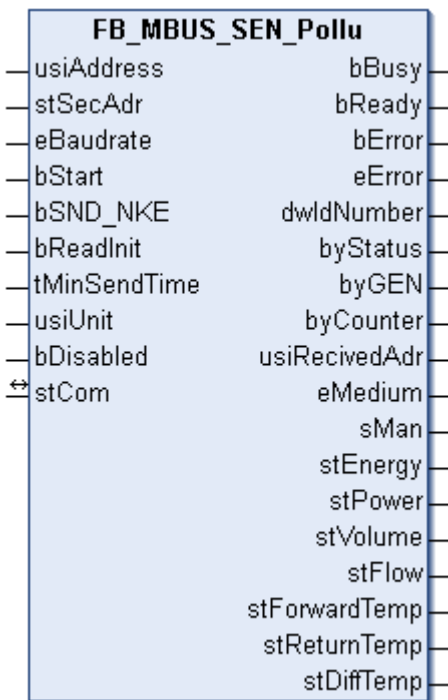 FB_MBUS_SEN_Pollu
usiAddress bBusy
stSecAdr bReady
eBaudrate bError
bStart eError
bSND_NKE dwIdNumber
bReadInit byStatus
tMinSendTime byGEN
usiUnit byCounter
bDisabled usiRecivedAdr
stCom eMedium
sMan
stEnergy
stPower
stVolume
stFlow
stForwardTemp
stReturnTemp
stDiffTemp